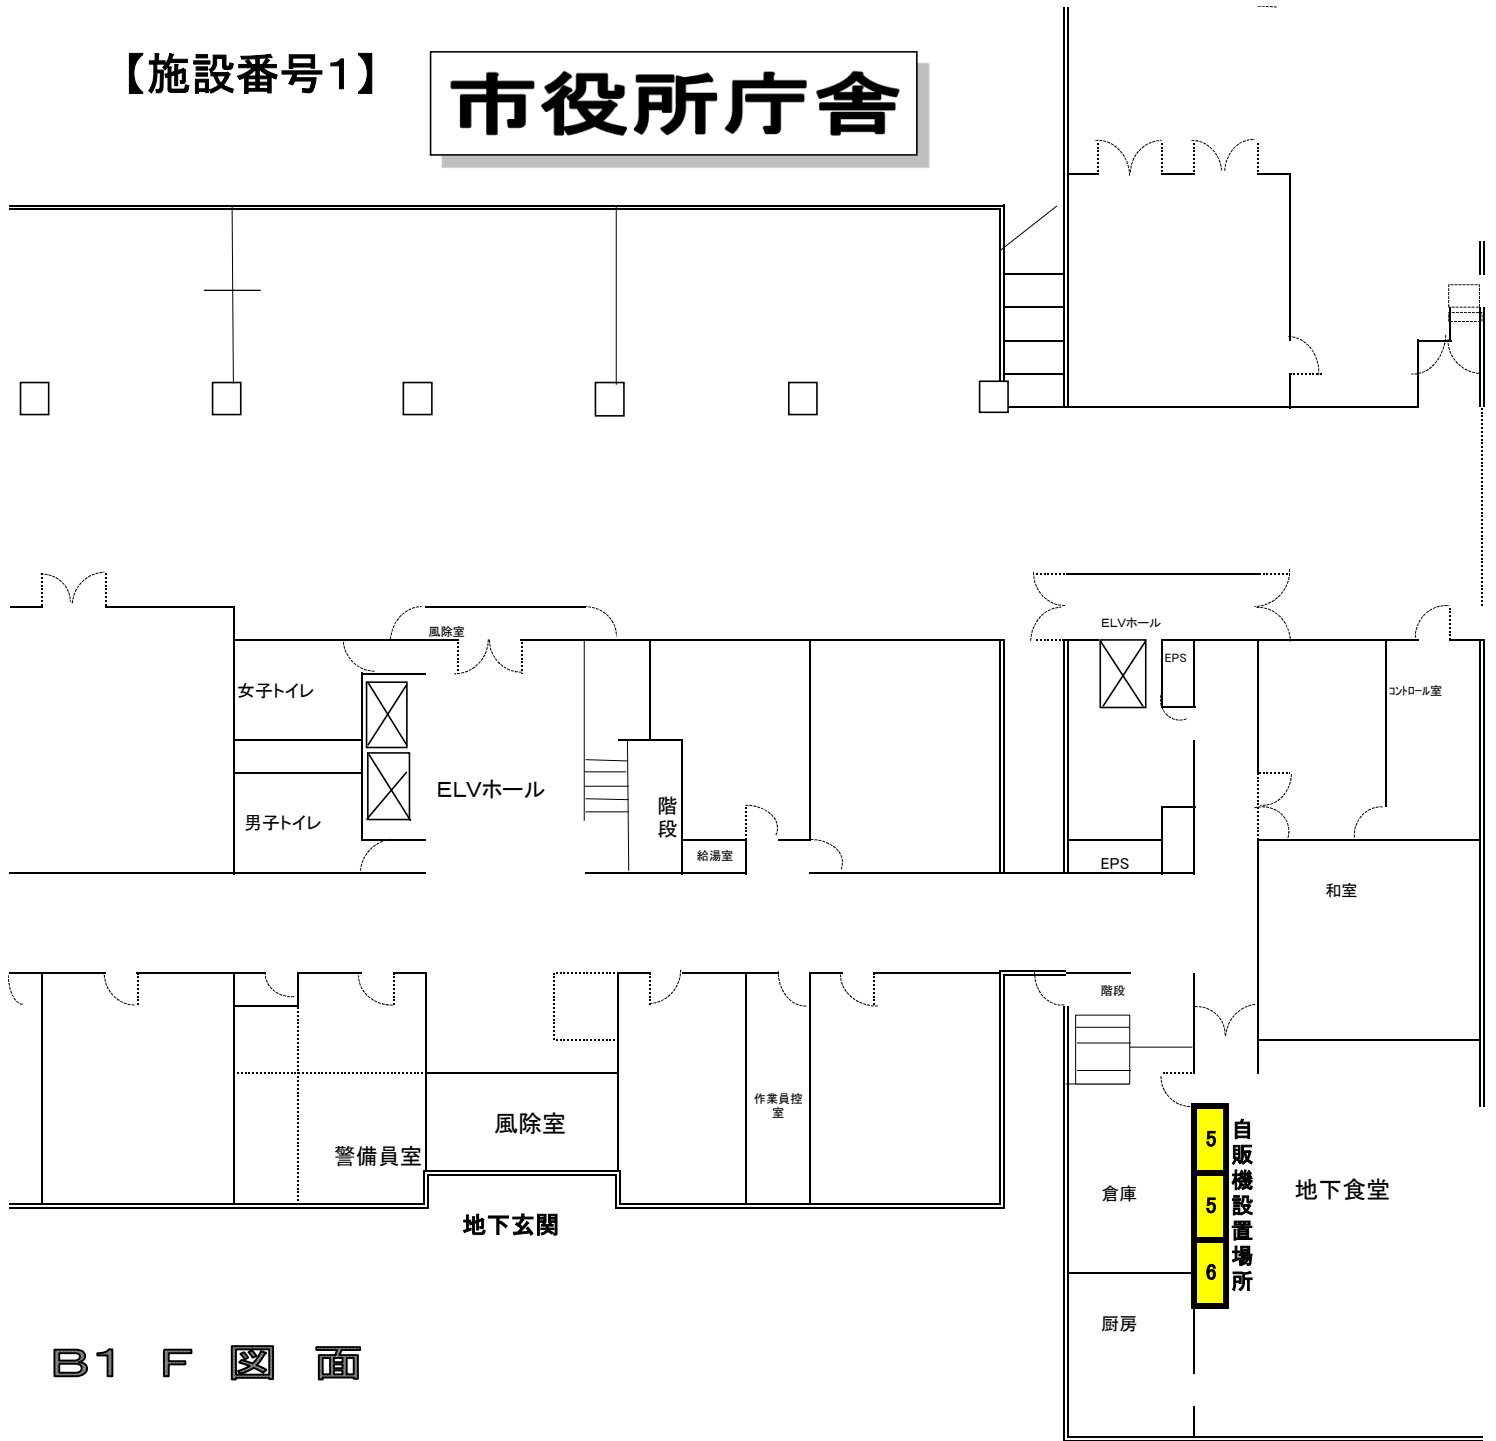 【施設番号1】
市役所庁舎
風除室
ELVホール
EPS
女子トイレ
コントロール室
ELVホール
階段
男子トイレ
給湯室
EPS
和室
階段
作業員控
室
風除室
警備員室
5
5
6
自販機設置場所
倉庫
地下食堂
地下玄関
厨房
B1 F 図 面